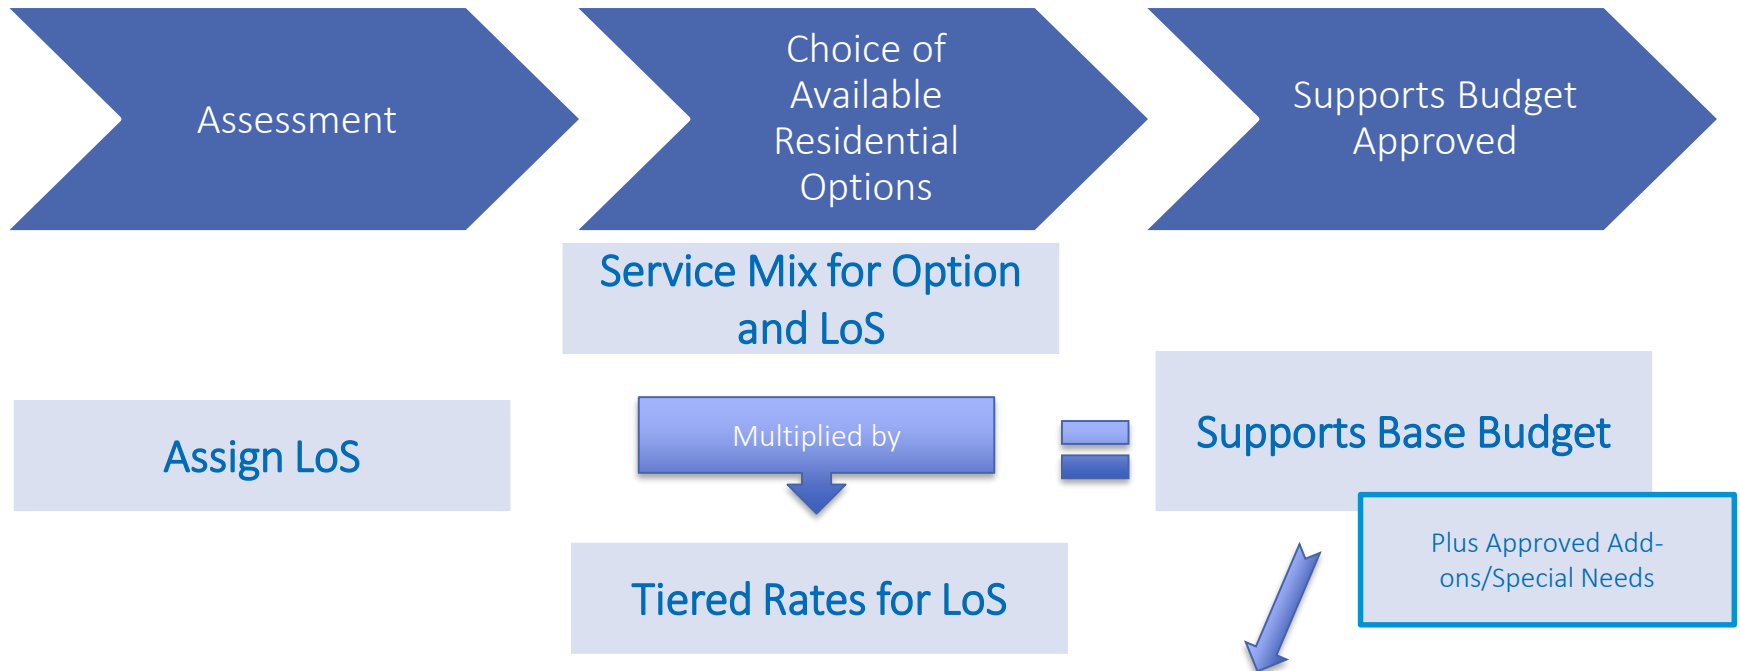 Assessment
Choice of
Available
Residential
Options
Supports Budget
Approved
Service Mix for Option
and LoS
Assign LoS
Multiplied by
Supports Base Budget
Plus Approved Add-
ons/Special Needs
Tiered Rates for LoS